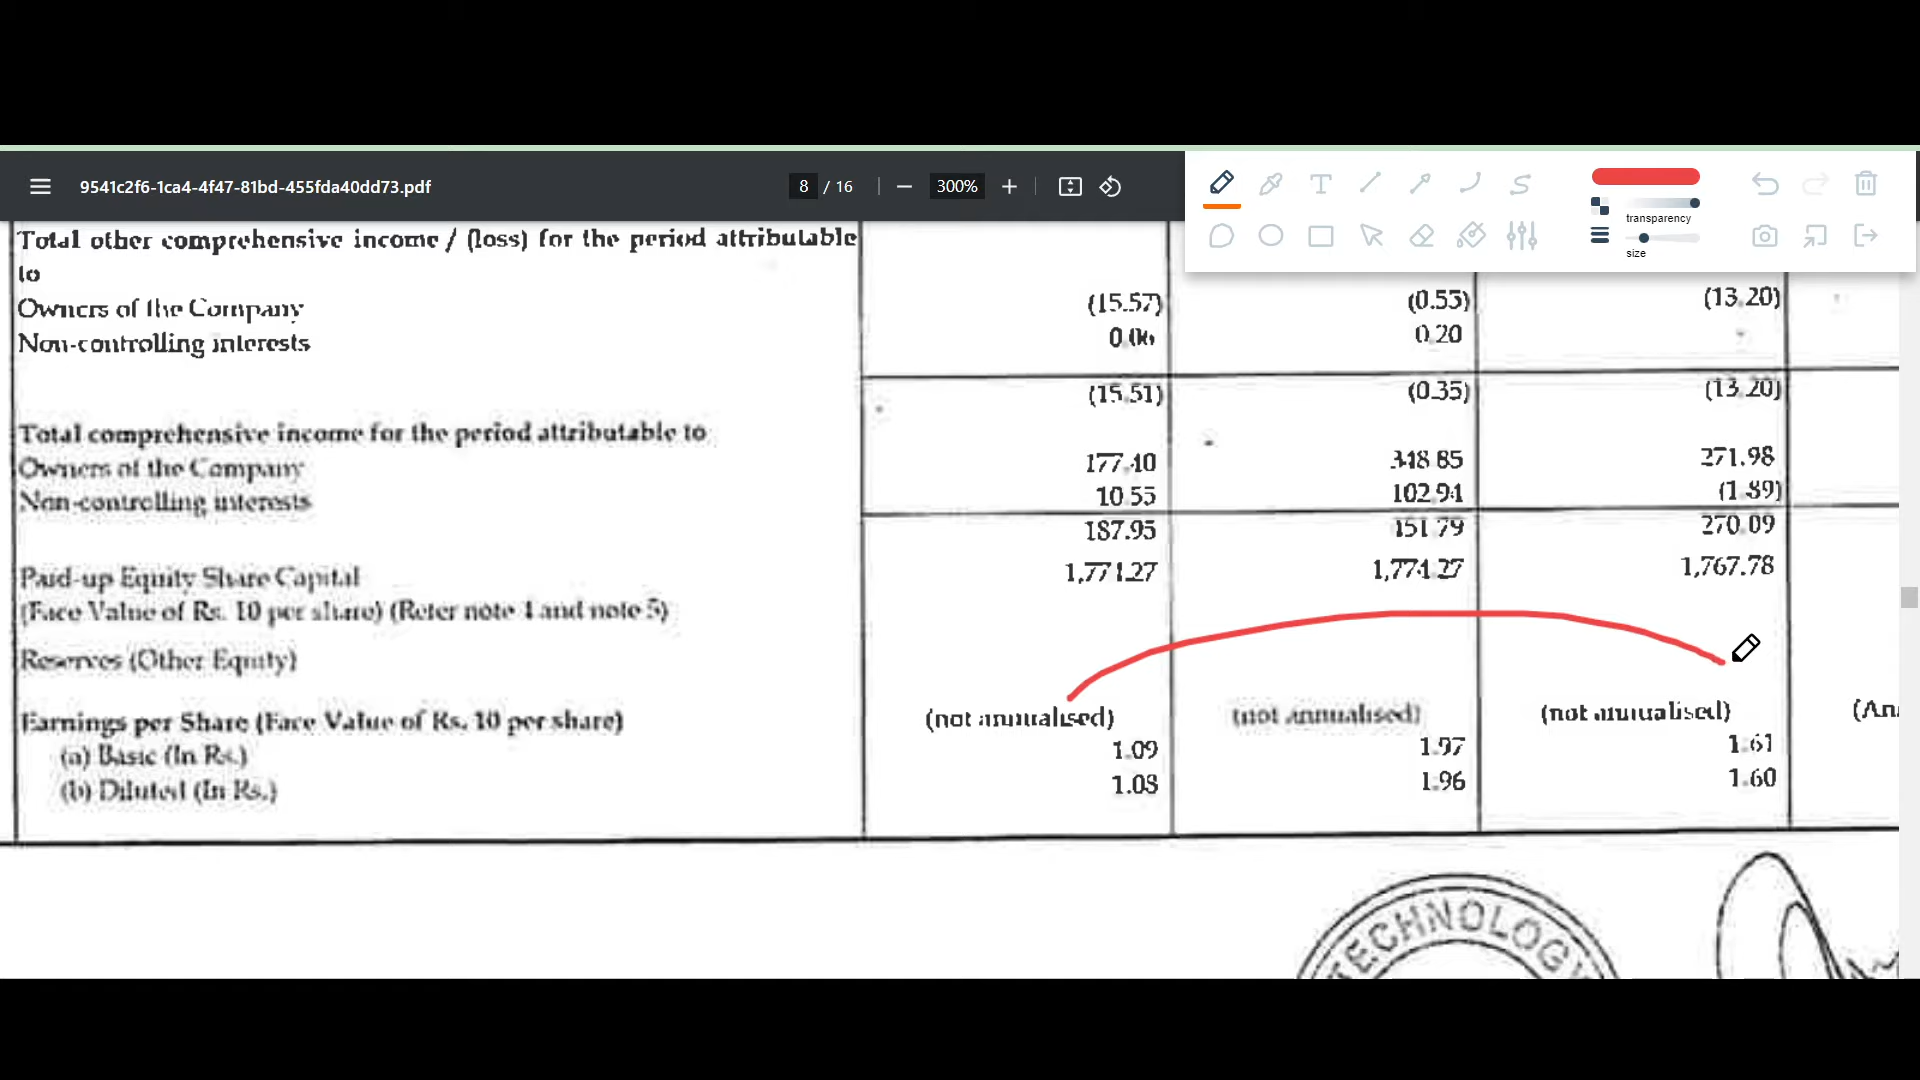 9541c2f6-1ca4-4f47-81bd-455fda40dd73.pdf 8 / 16 300%
transparency
size
Total other comprehensive income / (loss) for the period attributable
to
Owners of the Company (15.57) (0.55) (13.20)
Non-controlling interests 0.06 0.20 -
(15.51) (0.35) (13.20)
Total comprehensive income for the period attributable to
Owners of the Company 177.40 348.85 271.98
Non-controlling interests 10.55 102.94 (1.89)
187.95 451.79 270.09
Paid-up Equity Share Capital 1,774.27 1,774.27 1,767.78
(Face Value of Rs. 10 per share) (Refer note 4 and note 5)
Reserves (Other Equity)
Earnings per Share (Face Value of Rs. 10 per share) (not annualised) (not annualised) (not annualised) (An
(a) Basic (In Rs.) 1.09 1.97 1.61
(b) Diluted (In Rs.) 1.08 1.96 1.60
TECHNOLOGY